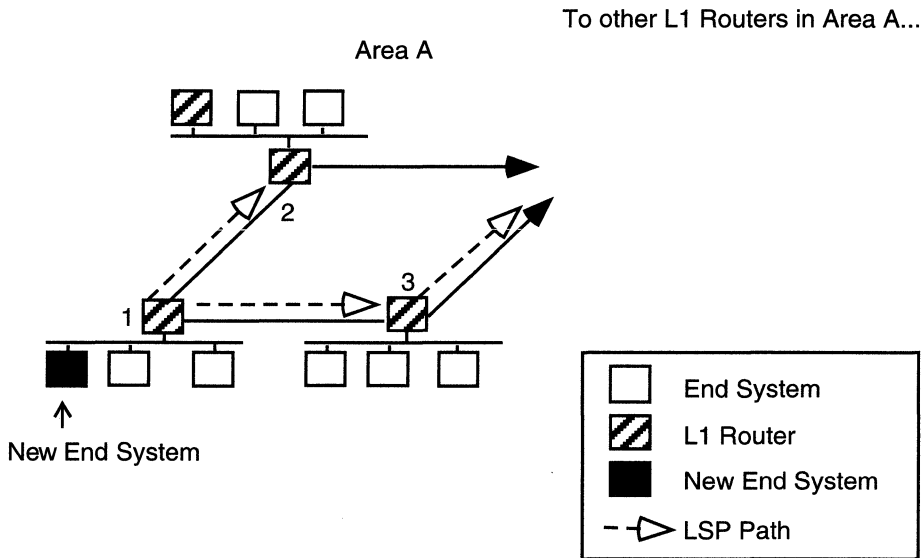 To other L1 Routers in Area A...
Area A
2
3
1
New End System
End System
L1 Router
New End System
LSP Path